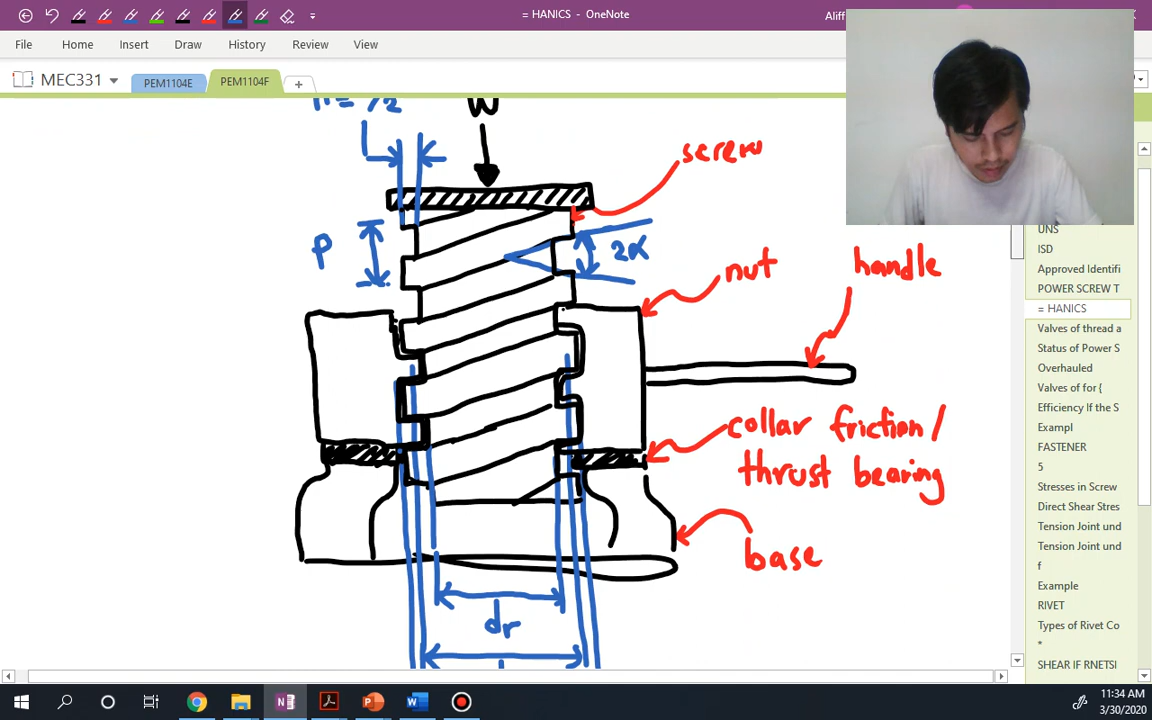 = HANICS - OneNote
Aliff
File Home Insert Draw History Review View
MEC331
PEM1104E
PEM1104F
W
screw
P
2α
nut
handle
collar friction/
thrust bearing
base
dr
UNS
ISD
Approved Identifi
POWER SCREW T
= HANICS
Valves of thread a
Status of Power S
Overhauled
Valves of for {
Efficiency If the S
Exampl
FASTENER
5
Stresses in Screw
Direct Shear Stres
Tension Joint und
Tension Joint und
f
Example
RIVET
Types of Rivet Co
*
SHEAR IF RNETSI
11:34 AM
3/30/2020